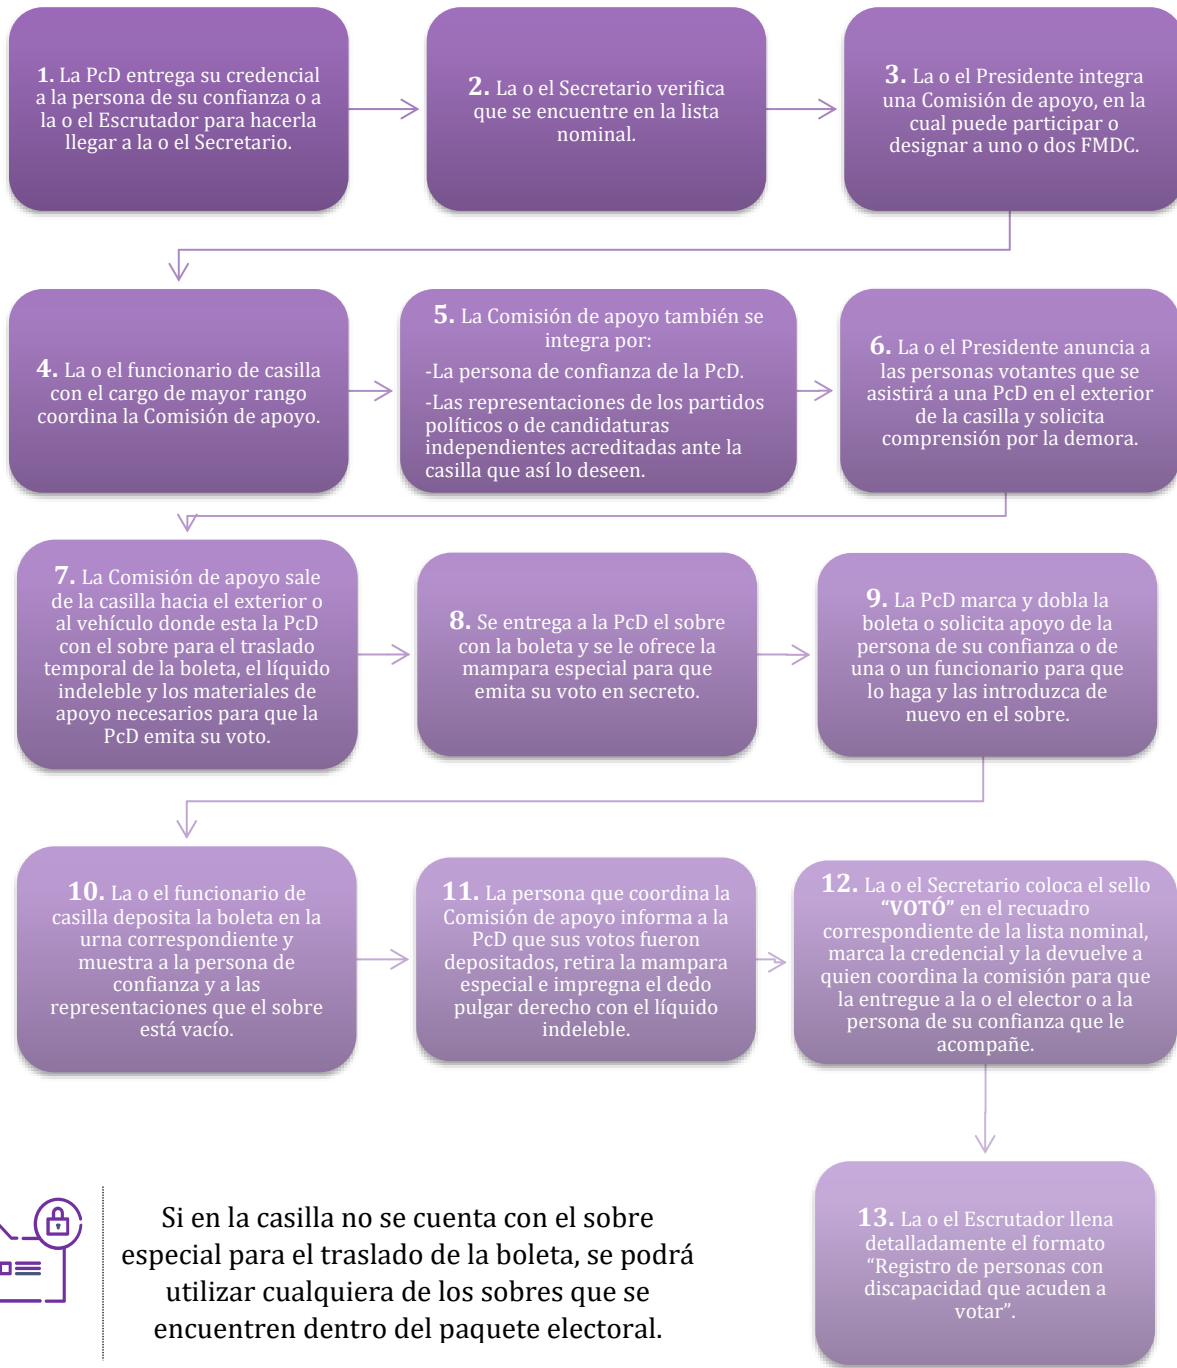 1. La PcD entrega su credencial
a la persona de su confianza o a
la o el Escrutador para hacerla
llegar a la o el Secretario.
2. La o el Secretario verifica
que se encuentre en la lista
nominal.
3. La o el Presidente integra
una Comisión de apoyo, en la
cual puede participar o
designar a uno o dos FMDC.
4. La o el funcionario de casilla
con el cargo de mayor rango
coordina la Comisión de apoyo.
5. La Comisión de apoyo también se
integra por:
-La persona de confianza de la PcD.
-Las representaciones de los partidos
políticos o de candidaturas
independientes acreditadas ante la
casilla que así lo deseen.
6. La o el Presidente anuncia a
las personas votantes que se
asistirá a una PcD en el exterior
de la casilla y solicita
comprensión por la demora.
7. La Comisión de apoyo sale
de la casilla hacia el exterior o
al vehículo donde esta la PcD
con el sobre para el traslado
temporal de la boleta, el líquido
indeleble y los materiales de
apoyo necesarios para que la
PcD emita su voto.
8. Se entrega a la PcD el sobre
con la boleta y se le ofrece la
mampara especial para que
emita su voto en secreto.
9. La PcD marca y dobla la
boleta o solicita apoyo de la
persona de su confianza o de
una o un funcionario para que
lo haga y las introduzca de
nuevo en el sobre.
10. La o el funcionario de
casilla deposita la boleta en la
urna correspondiente y
muestra a la persona de
confianza y a las
representaciones que el sobre
está vacío.
11. La persona que coordina la
Comisión de apoyo informa a la
PcD que sus votos fueron
depositados, retira la mampara
especial e impregna el dedo
pulgar derecho con el líquido
indeleble.
12. La o el Secretario coloca el sello
“VOTÓ” en el recuadro
correspondiente de la lista nominal,
marca la credencial y la devuelve a
quien coordina la comisión para que
la entregue a la o el elector o a la
persona de su confianza que le
acompañe.
13. La o el Escrutador llena
detalladamente el formato
“Registro de personas con
discapacidad que acuden a
votar”.
Si en la casilla no se cuenta con el sobre
especial para el traslado de la boleta, se podrá
utilizar cualquiera de los sobres que se
encuentren dentro del paquete electoral.